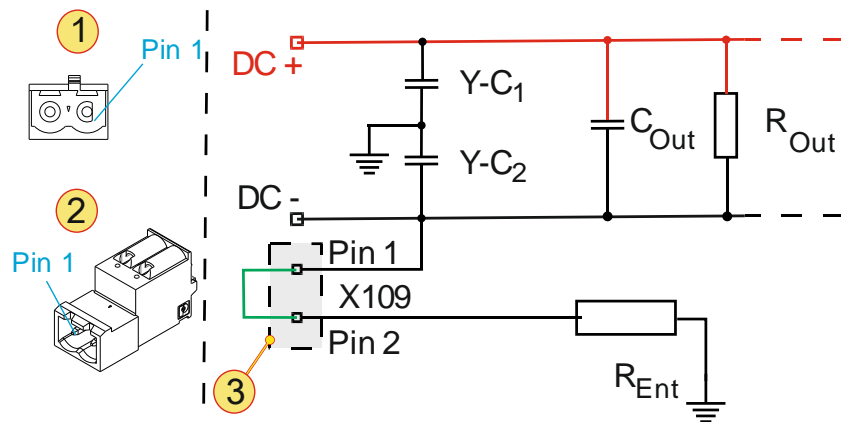 1
Pin 1
2
Pin 1
DC +
Y-C1
Y-C2
COut
ROut
DC -
Pin 1
X109
Pin 2
3
REnt